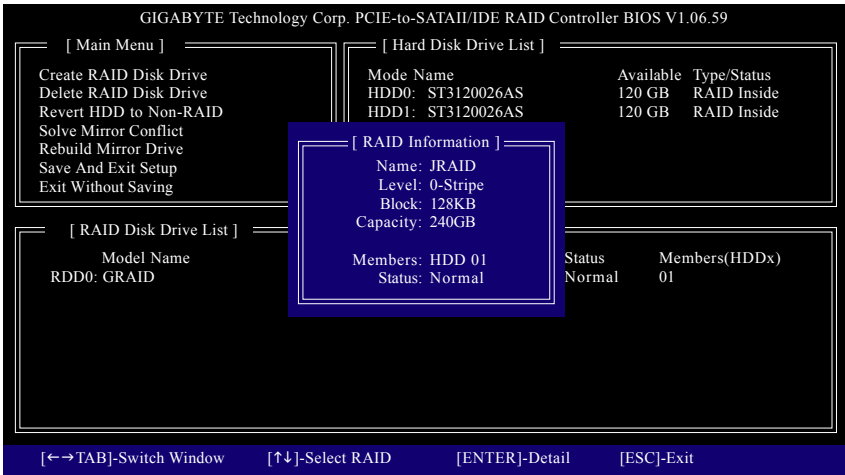 GIGABYTE Technology Corp. PCIE-to-SATAII/IDE RAID Controller BIOS V1.06.59
[ Main Menu ]
Create RAID Disk Drive
Delete RAID Disk Drive
Revert HDD to Non-RAID
Solve Mirror Conflict
Rebuild Mirror Drive
Save And Exit Setup
Exit Without Saving
[ Hard Disk Drive List ]
Mode Name Available Type/Status
HDD0: ST3120026AS 120 GB RAID Inside
HDD1: ST3120026AS 120 GB RAID Inside
[ RAID Information ]
Name: JRAID
Level: 0-Stripe
Block: 128KB
Capacity: 240GB
Members: HDD 01
Status: Normal
[ RAID Disk Drive List ]
Model Name Status Members(HDDx)
RDD0: GRAID Normal 01
[←→TAB]-Switch Window [↑↓]-Select RAID [ENTER]-Detail [ESC]-Exit